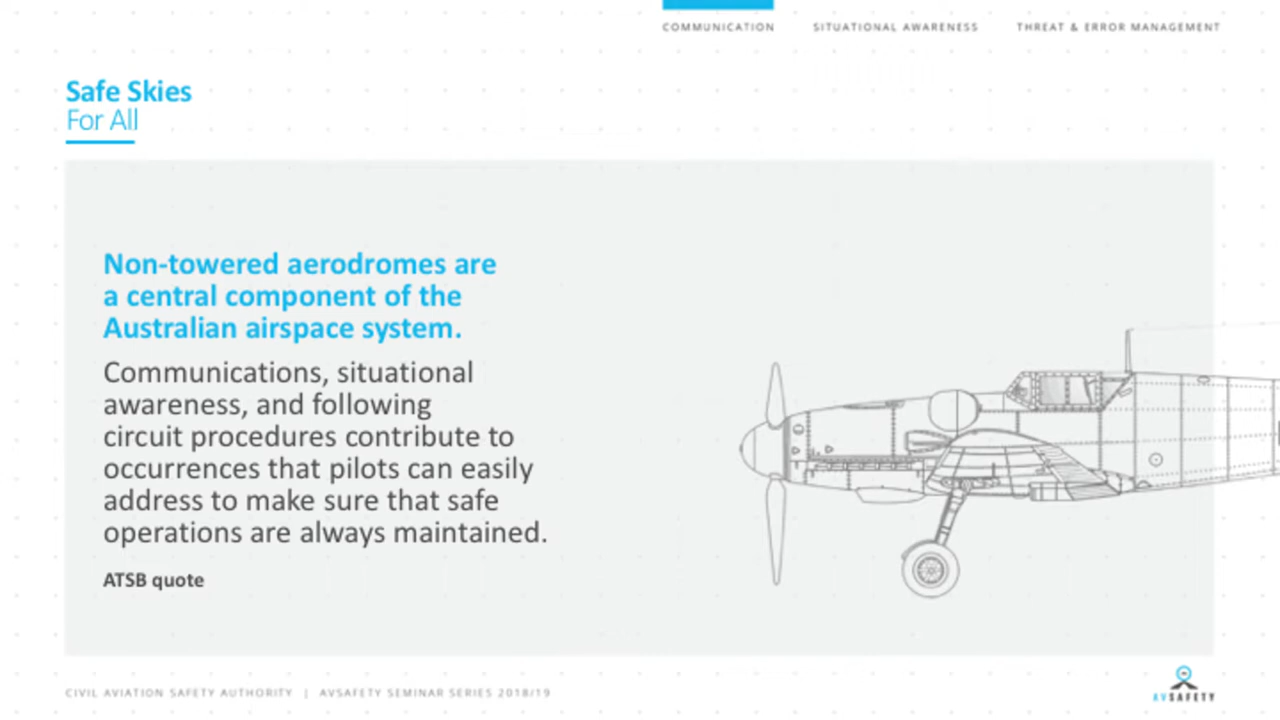 COMMUNICATION SITUATIONAL AWARENESS THREAT & ERROR MANAGEMENT
Safe Skies
For All
Non-towered aerodromes are
a central component of the
Australian airspace system.
Communications, situational
awareness, and following
circuit procedures contribute to
occurrences that pilots can easily
address to make sure that safe
operations are always maintained.
ATSB quote
CIVIL AVIATION SAFETY AUTHORITY | AVSAFETY SEMINAR SERIES 2018/19
AVSAFETY